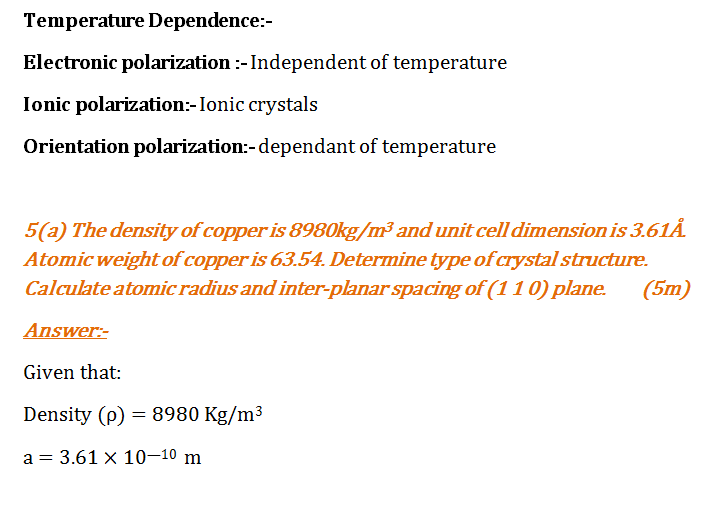 Temperature Dependence:-
Electronic polarization :- Independent of temperature
Ionic polarization:- Ionic crystals
Orientation polarization:- dependant of temperature
5(a) The density of copper is 8980kg/m³ and unit cell dimension is 3.61Å.
Atomic weight of copper is 63.54. Determine type of crystal structure.
Calculate atomic radius and inter-planar spacing of (1 1 0) plane. (5m)
Answer:-
Given that:
Density (ρ) = 8980 Kg/m³
a = 3.61 × 10⁻¹⁰ m